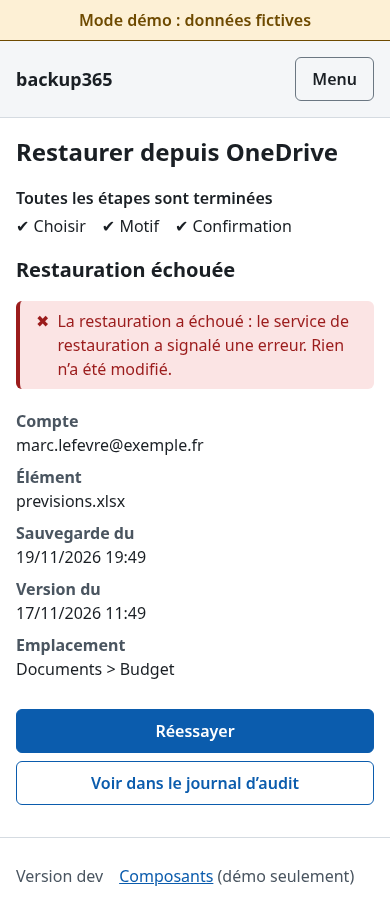 Mode démo : données fictives
backup365
Menu
Restaurer depuis OneDrive
Toutes les étapes sont terminées
✔ Choisir ✔ Motif ✔ Confirmation
Restauration échouée
✖ La restauration a échoué : le service de
restauration a signalé une erreur. Rien
n’a été modifié.
Compte
marc.lefevre@exemple.fr
Élément
previsions.xlsx
Sauvegarde du
19/11/2026 19:49
Version du
17/11/2026 11:49
Emplacement
Documents > Budget
Réessayer
Voir dans le journal d’audit
Version dev Composants (démo seulement)